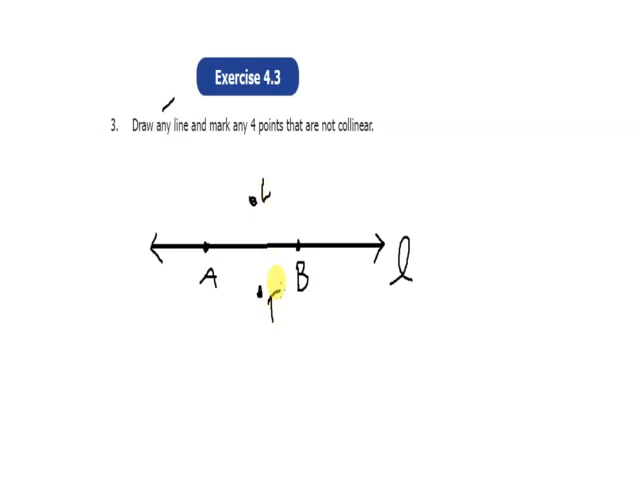 Exercise 4.3
3. Draw any line and mark any 4 points that are not collinear.
A B l